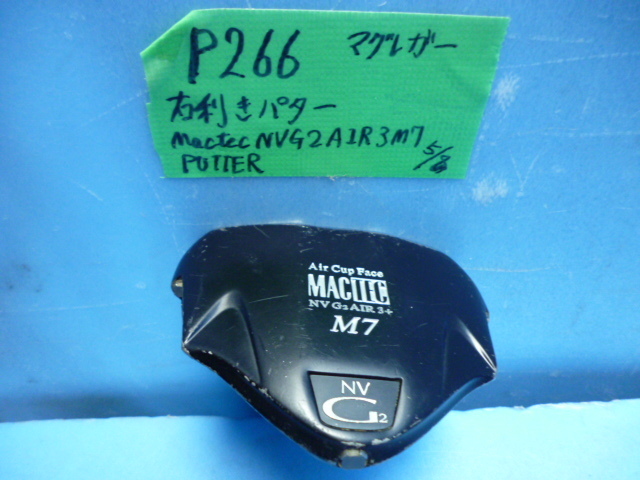 P266 マグレガー
右利きパター
Mactec NVG2AIR3M7
PUTTER 5/8
Air Cup Face
MACTEC
NV G2 AIR 3+
M7
NV
G2